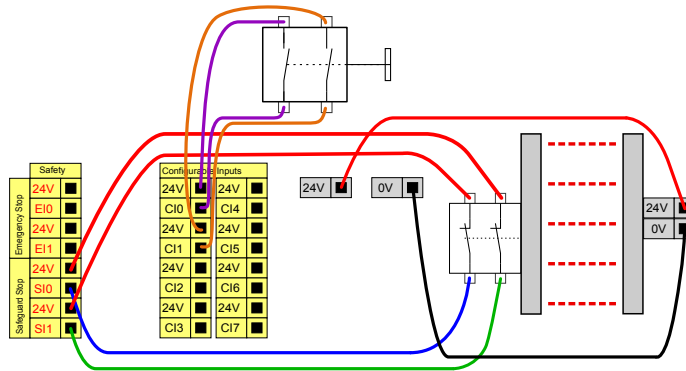 Safety
Emergency Stop
24V
EI0
24V
EI1
Safeguard Stop
24V
SI0
24V
SI1
Configurable Inputs
24V 24V
CI0 CI4
24V 24V
CI1 CI5
24V 24V
CI2 CI6
24V 24V
CI3 CI7
24V
0V
24V
0V